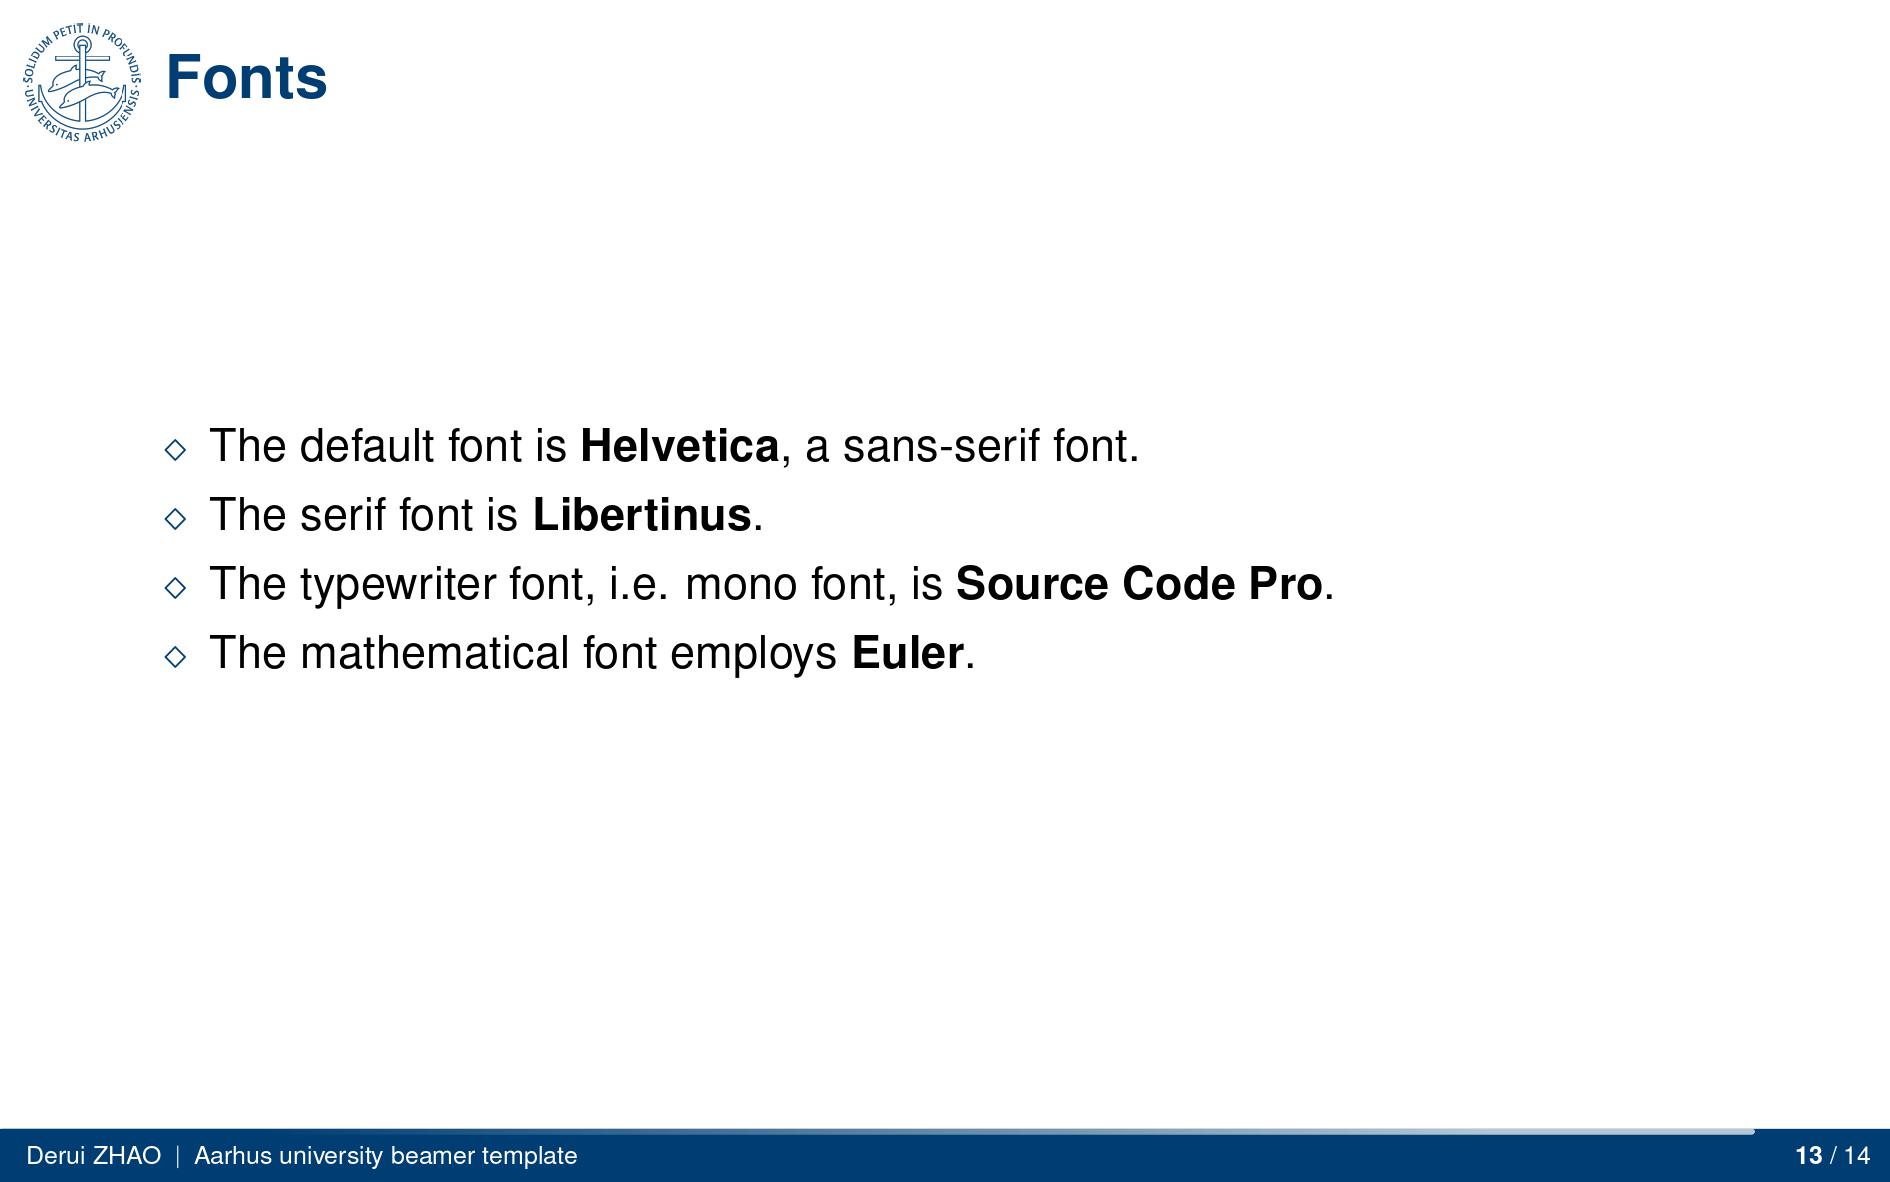 SOLIDUM PETIT IN PROFUNDIS
UNIVERSITAS ARHUSIENSIS
Fonts
The default font is Helvetica, a sans-serif font.
The serif font is Libertinus.
The typewriter font, i.e. mono font, is Source Code Pro.
The mathematical font employs Euler.
Derui ZHAO | Aarhus university beamer template
13 / 14